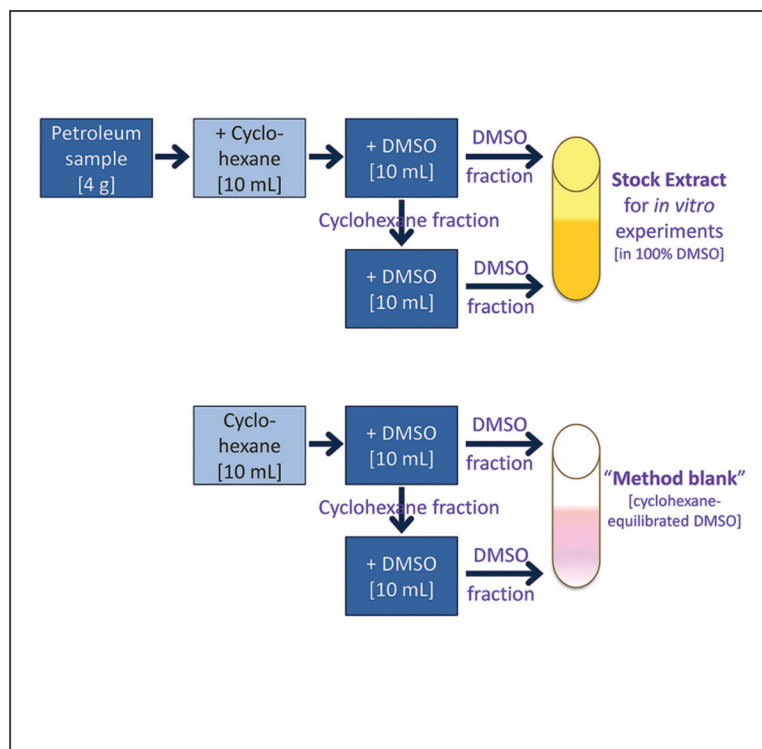 Petroleum
sample
[4 g]
+ Cyclo-
hexane
[10 mL]
+ DMSO
[10 mL]
DMSO
fraction
Cyclohexane fraction
+ DMSO
[10 mL]
DMSO
fraction
Stock Extract
for in vitro
experiments
[in 100% DMSO]
Cyclo-
hexane
[10 mL]
+ DMSO
[10 mL]
DMSO
fraction
Cyclohexane fraction
+ DMSO
[10 mL]
DMSO
fraction
“Method blank”
[cyclohexane-
equilibrated DMSO]